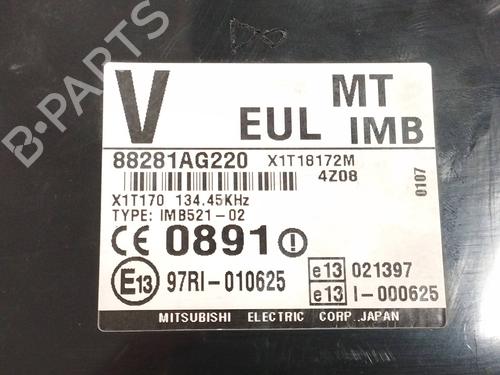 V EUL MT IMB
88281AG220 X1T18172M
4Z08
0107
X1T170 134.45KHz
TYPE: IMB521-02
CE 0891
E13 97RI-010625
e13 021397
e13 I-000625
MITSUBISHI ELECTRIC CORP.,JAPAN
B-PARTS